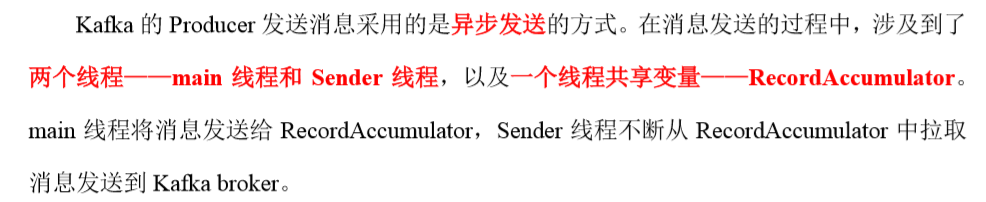 Kafka 的 Producer 发送消息采用的是异步发送的方式。在消息发送的过程中，涉及到了
两个线程——main 线程和 Sender 线程，以及一个线程共享变量——RecordAccumulator。
main 线程将消息发送给 RecordAccumulator，Sender 线程不断从 RecordAccumulator 中拉取
消息发送到 Kafka broker。